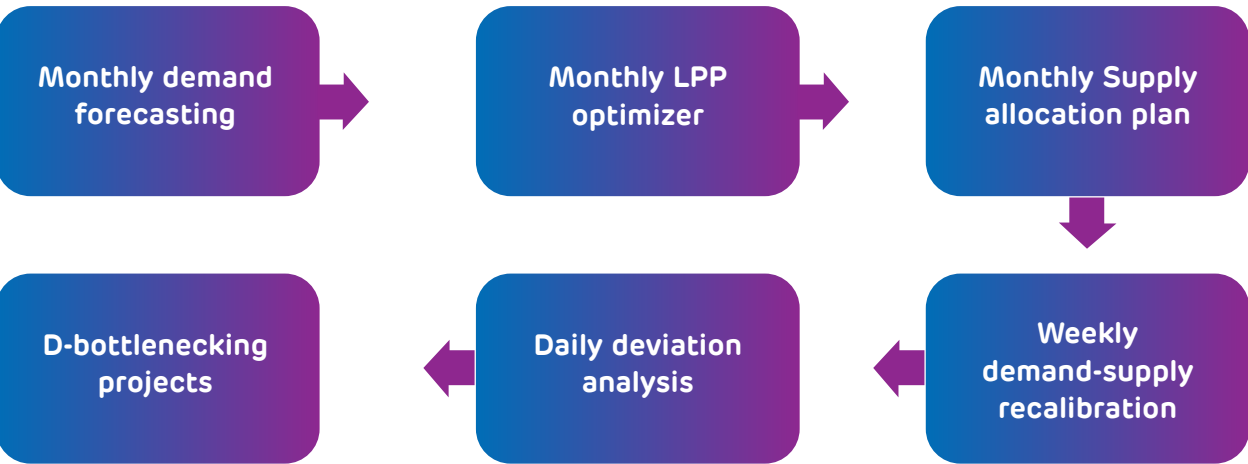 Monthly demand
forecasting
Monthly LPP
optimizer
Monthly Supply
allocation plan
Weekly
demand-supply
recalibration
Daily deviation
analysis
D-bottlenecking
projects